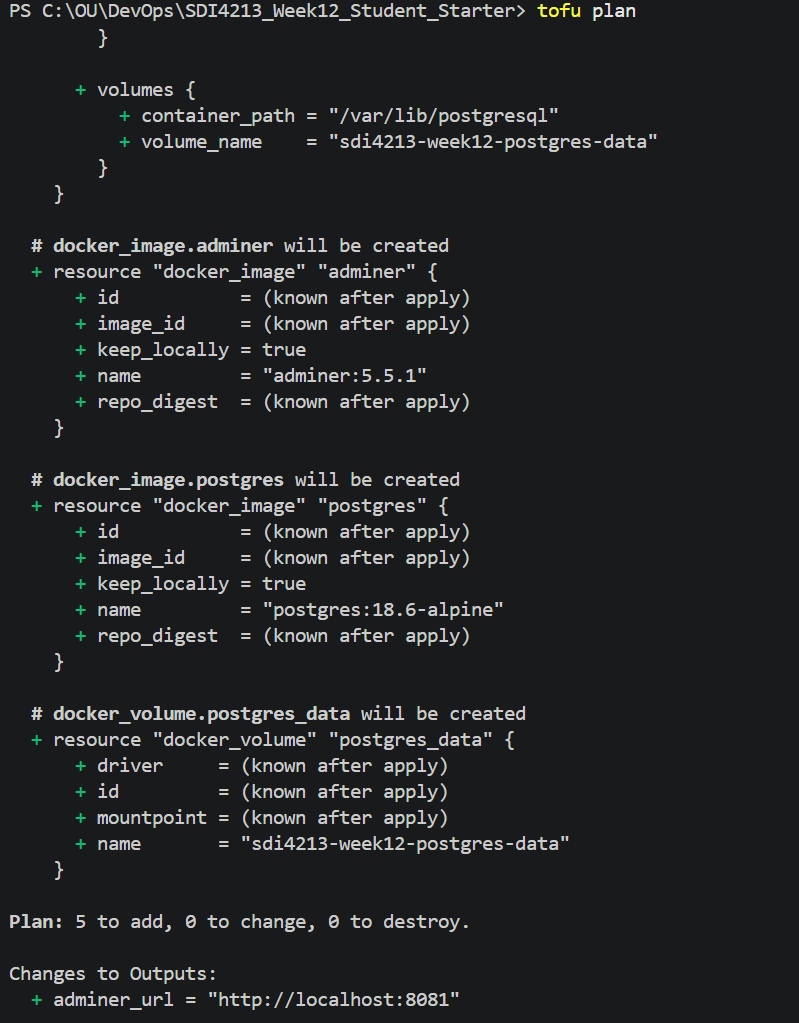 PS C:\OU\DevOps\SDI4213_Week12_Student_Starter> tofu plan
        }

      + volumes {
          + container_path = "/var/lib/postgresql"
          + volume_name    = "sdi4213-week12-postgres-data"
        }
    }

  # docker_image.adminer will be created
  + resource "docker_image" "adminer" {
      + id           = (known after apply)
      + image_id     = (known after apply)
      + keep_locally = true
      + name         = "adminer:5.5.1"
      + repo_digest  = (known after apply)
    }

  # docker_image.postgres will be created
  + resource "docker_image" "postgres" {
      + id           = (known after apply)
      + image_id     = (known after apply)
      + keep_locally = true
      + name         = "postgres:18.6-alpine"
      + repo_digest  = (known after apply)
    }

  # docker_volume.postgres_data will be created
  + resource "docker_volume" "postgres_data" {
      + driver     = (known after apply)
      + id         = (known after apply)
      + mountpoint = (known after apply)
      + name       = "sdi4213-week12-postgres-data"
    }

Plan: 5 to add, 0 to change, 0 to destroy.

Changes to Outputs:
  + adminer_url = "http://localhost:8081"